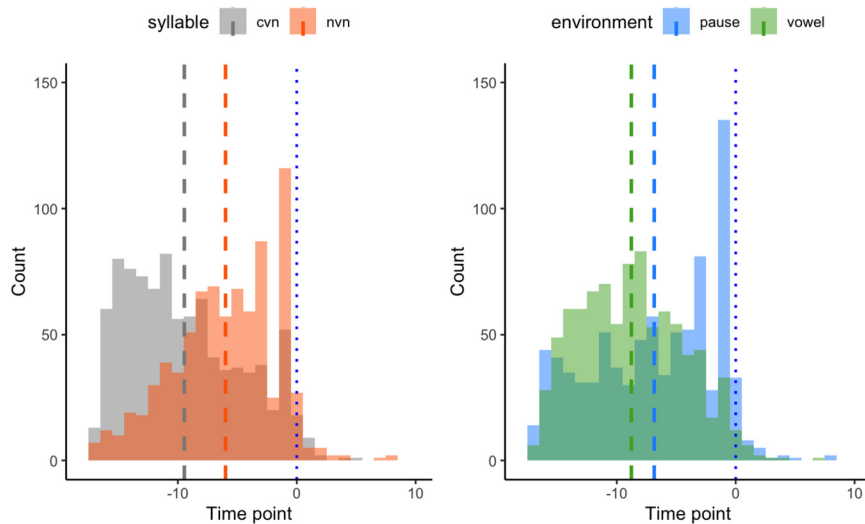 syllable cvn nvn
150
100
50
0
Count
-10 0 10
Time point
environment pause vowel
150
100
50
0
Count
-10 0 10
Time point